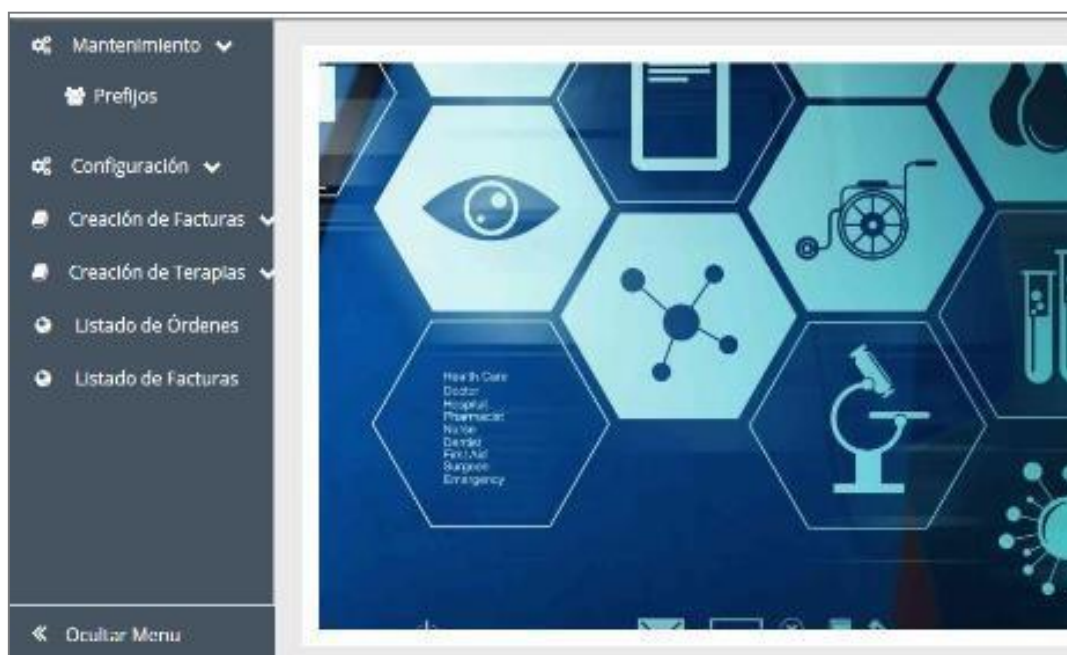 Mantenimiento
Prefijos
Configuración
Creación de Facturas
Creación de Terapias
Listado de Órdenes
Listado de Facturas
Ocultar Menu
Health Care
Doctor
Hospital
Pharmacist
Nurse
Dentist
First Aid
Surgeon
Emergency